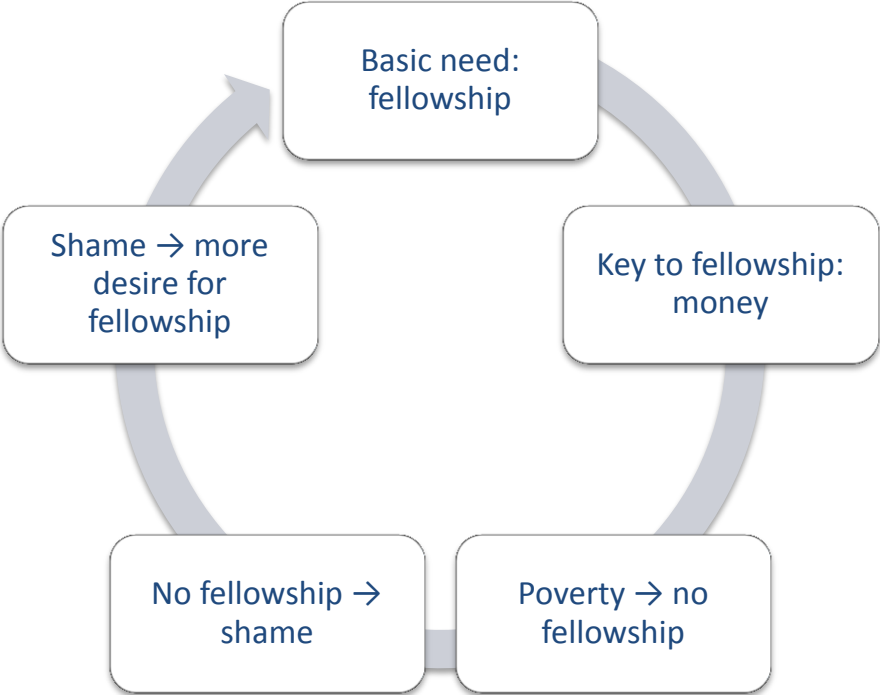 Basic need:
fellowship
Key to fellowship:
money
Poverty → no
fellowship
No fellowship →
shame
Shame → more
desire for
fellowship